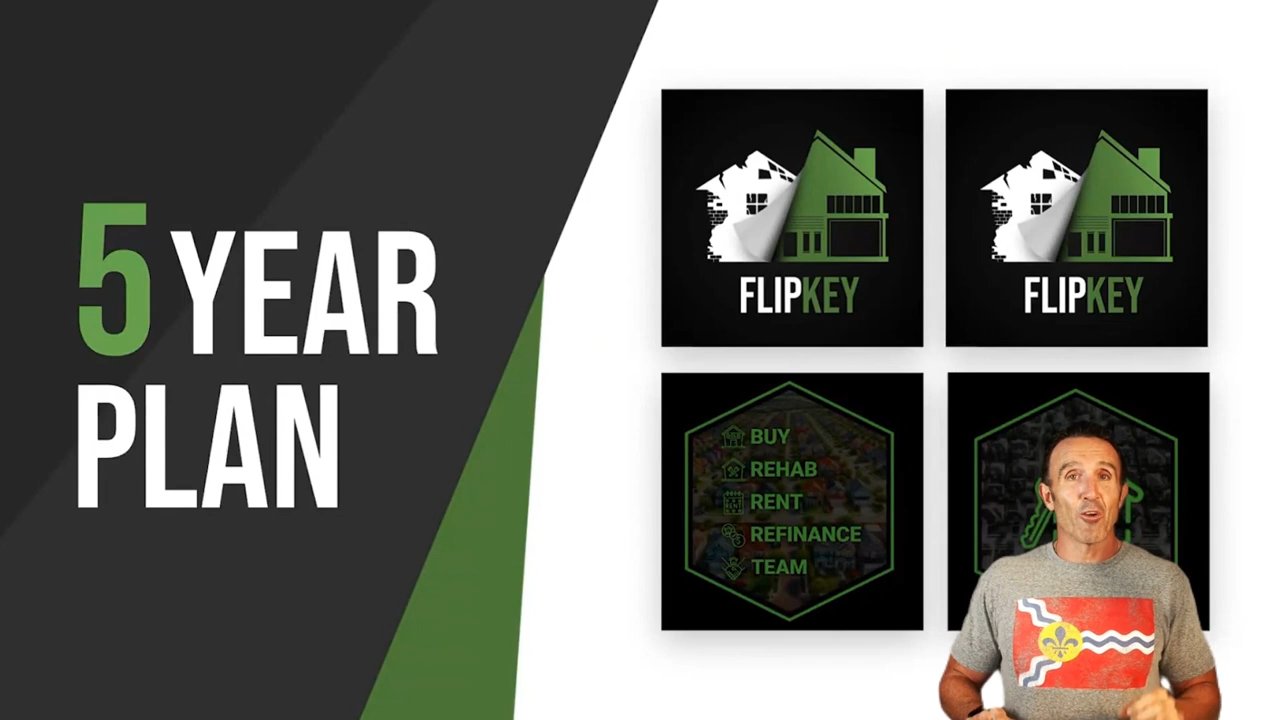 5 YEAR
PLAN
FLIPKEY
FLIPKEY
BUY
REHAB
RENT
REFINANCE
TEAM